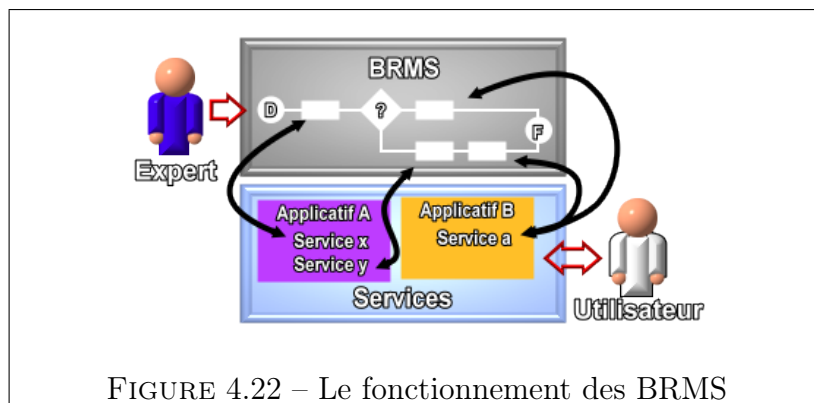 BRMS
D
?
F
Expert
Applicatif A
Service x
Service y
Applicatif B
Service a
Services
Utilisateur
FIGURE 4.22 – Le fonctionnement des BRMS